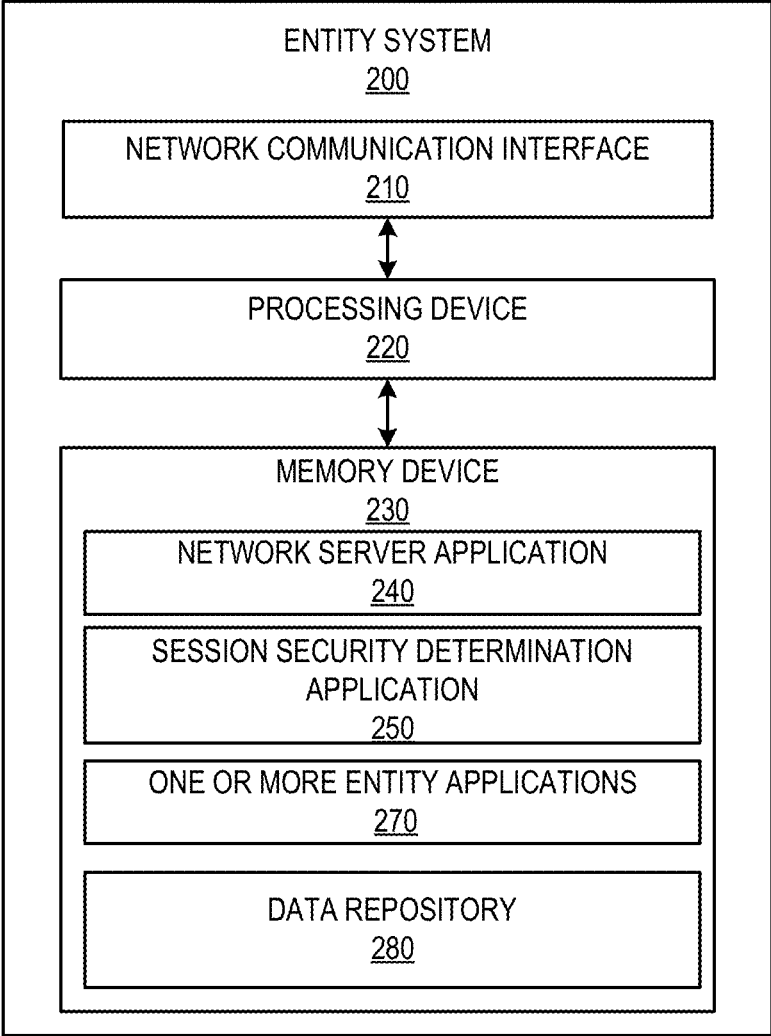 ENTITY SYSTEM
200
NETWORK COMMUNICATION INTERFACE
210
PROCESSING DEVICE
220
MEMORY DEVICE
230
NETWORK SERVER APPLICATION
240
SESSION SECURITY DETERMINATION
APPLICATION
250
ONE OR MORE ENTITY APPLICATIONS
270
DATA REPOSITORY
280